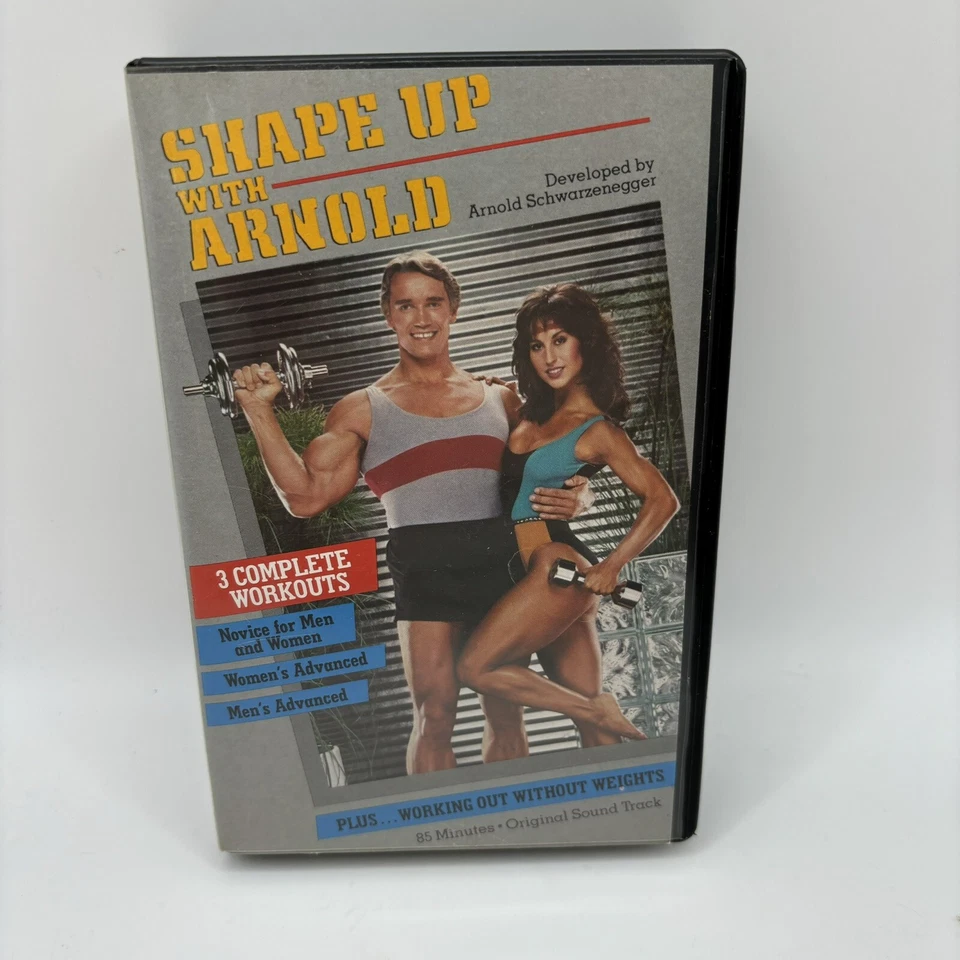 SHAPE UP
WITH
ARNOLD
Developed by
Arnold Schwarzenegger
3 COMPLETE
WORKOUTS
Novice for Men
and Women
Women's Advanced
Men's Advanced
PLUS...WORKING OUT WITHOUT WEIGHTS
85 Minutes • Original Sound Track